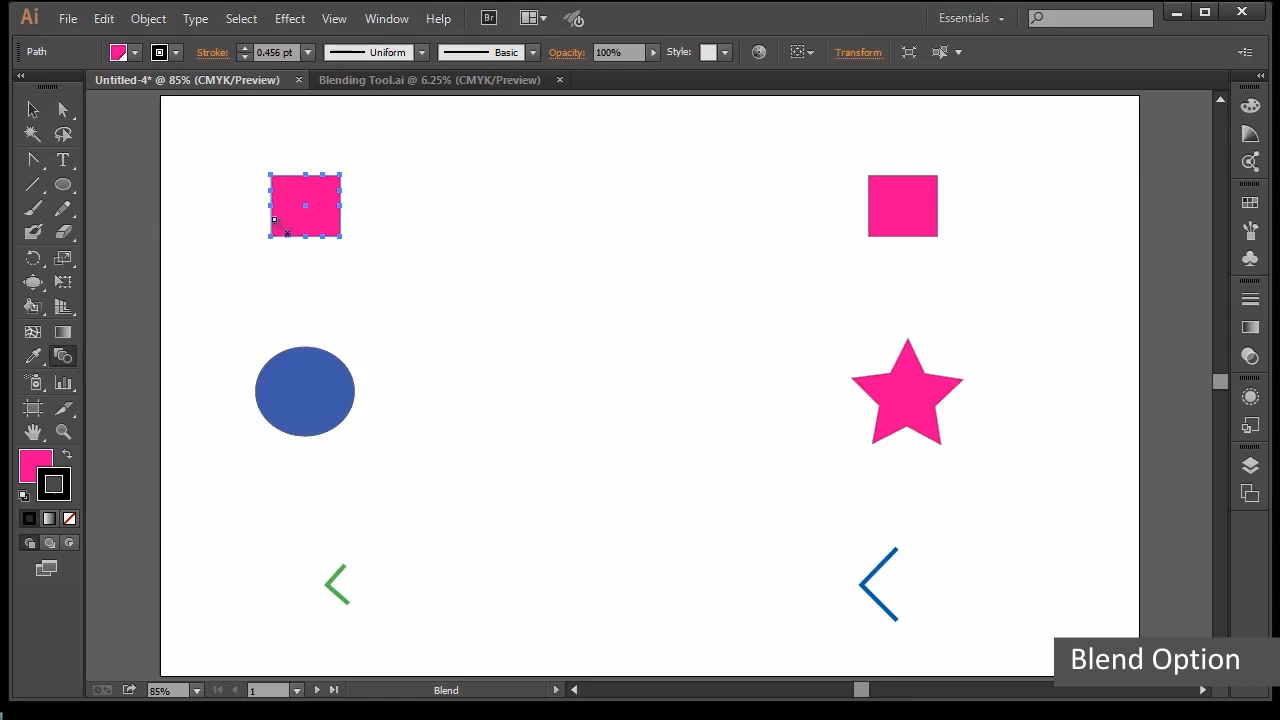 Ai File Edit Object Type Select Effect View Window Help Br Essentials
Path Stroke: 0.456 pt Uniform Basic Opacity: 100% Style: Transform
Untitled-4* @ 85% (CMYK/Preview) × Blending Tool.ai @ 6.25% (CMYK/Preview) ×
T
Blend Option
85% 1 Blend